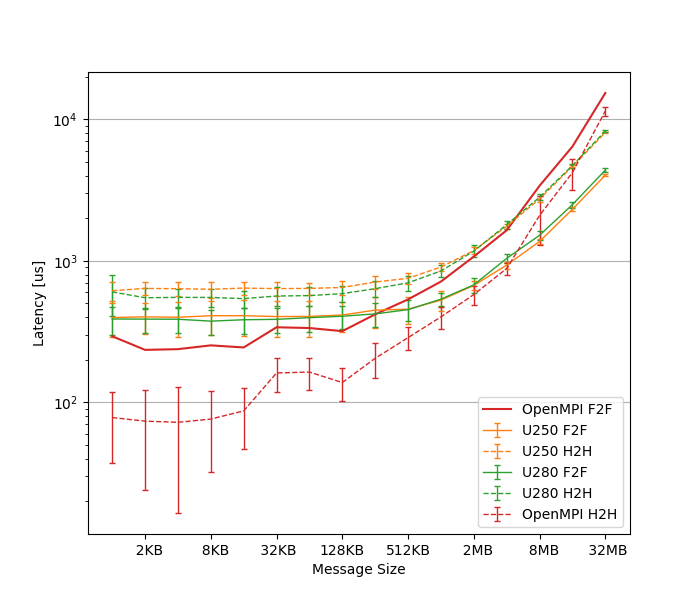 10^4
10^3
10^2
Latency [us]
2KB 8KB 32KB 128KB 512KB 2MB 8MB 32MB
Message Size
OpenMPI F2F
U250 F2F
U250 H2H
U280 F2F
U280 H2H
OpenMPI H2H